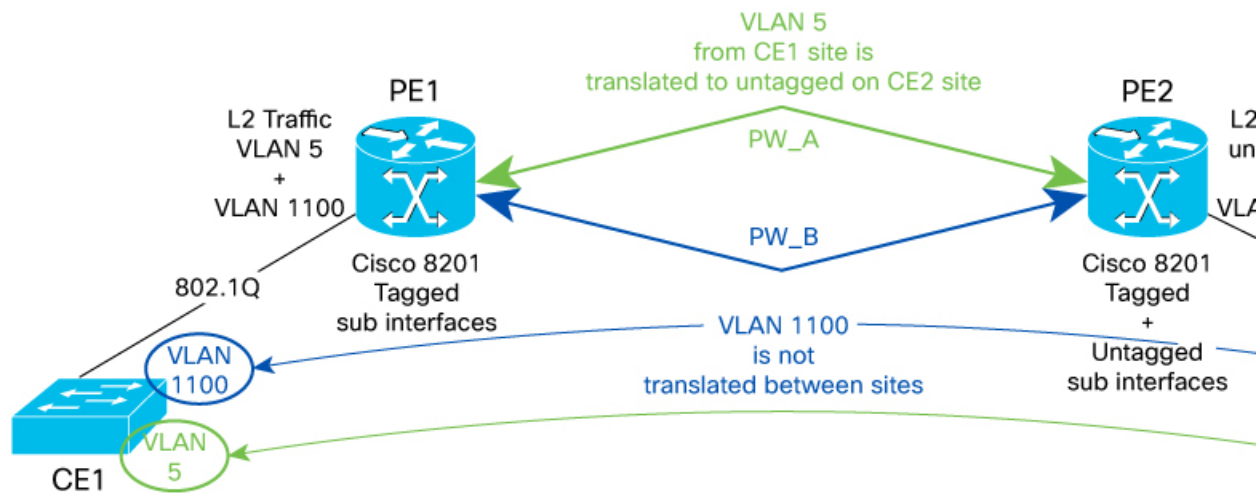 VLAN 5
from CE1 site is
translated to untagged on CE2 site
PE1
PE2
L2 Traffic
VLAN 5
+
VLAN 1100
PW_A
L2
PW_B
Cisco 8201
Tagged
sub interfaces
Cisco 8201
Tagged
+
Untagged
sub interfaces
802.1Q
VLAN 1100
is not
translated between sites
VLAN
1100
VLAN
5
CE1